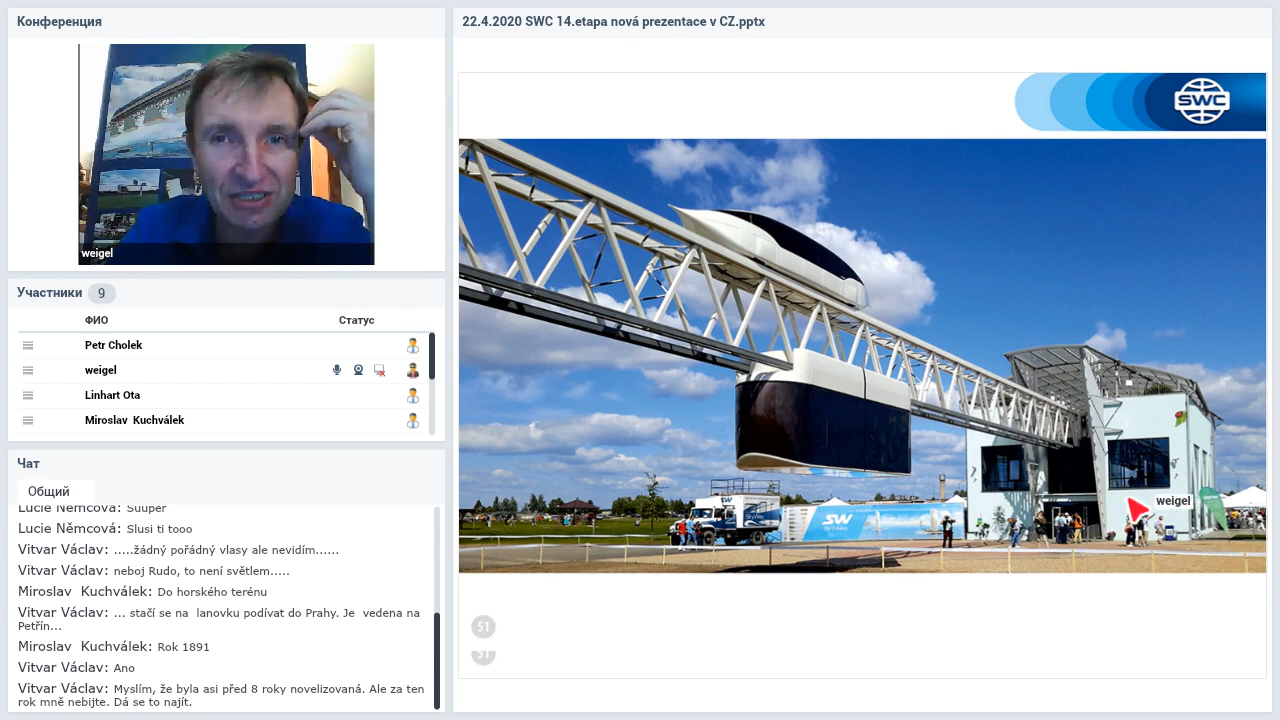 Конференция
weigel
Участники 9
ФИО Статус
Petr Cholek
weigel
Linhart Ota
Miroslav Kuchválek
Чат
Общий
Lucie Němcová: Suuper
Lucie Němcová: Slusi ti tooo
Vitvar Václav: .....žádný pořádný vlasy ale nevidím......
Vitvar Václav: neboj Rudo, to není světlem.....
Miroslav Kuchválek: Do horského terénu
Vitvar Václav: ... stačí se na lanovku podívat do Prahy. Je vedena na
Petřín...
Miroslav Kuchválek: Rok 1891
Vitvar Václav: Ano
Vitvar Václav: Myslím, že byla asi před 8 roky novelizovaná. Ale za ten
rok mně nebijte. Dá se to najít.
22.4.2020 SWC 14.etapa nová prezentace v CZ.pptx
SWC
SW
SW
weigel
51
51